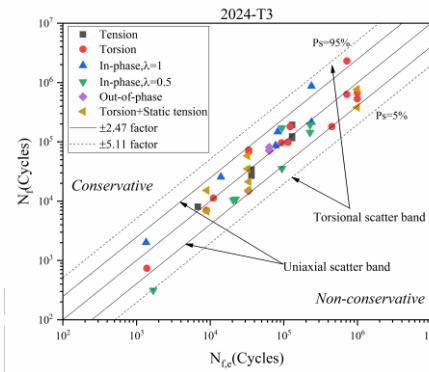 2024-T3
Tension
Torsion
In-phase,λ=1
In-phase,λ=0.5
Out-of-phase
Torsion+Static tension
±2.47 factor
±5.11 factor
Ps=95%
Ps=5%
Conservative
Torsional scatter band
Uniaxial scatter band
Non-conservative
N_f(Cycles)
10^7
10^6
10^5
10^4
10^3
10^2
10^2 10^3 10^4 10^5 10^6
N_f,e(Cycles)